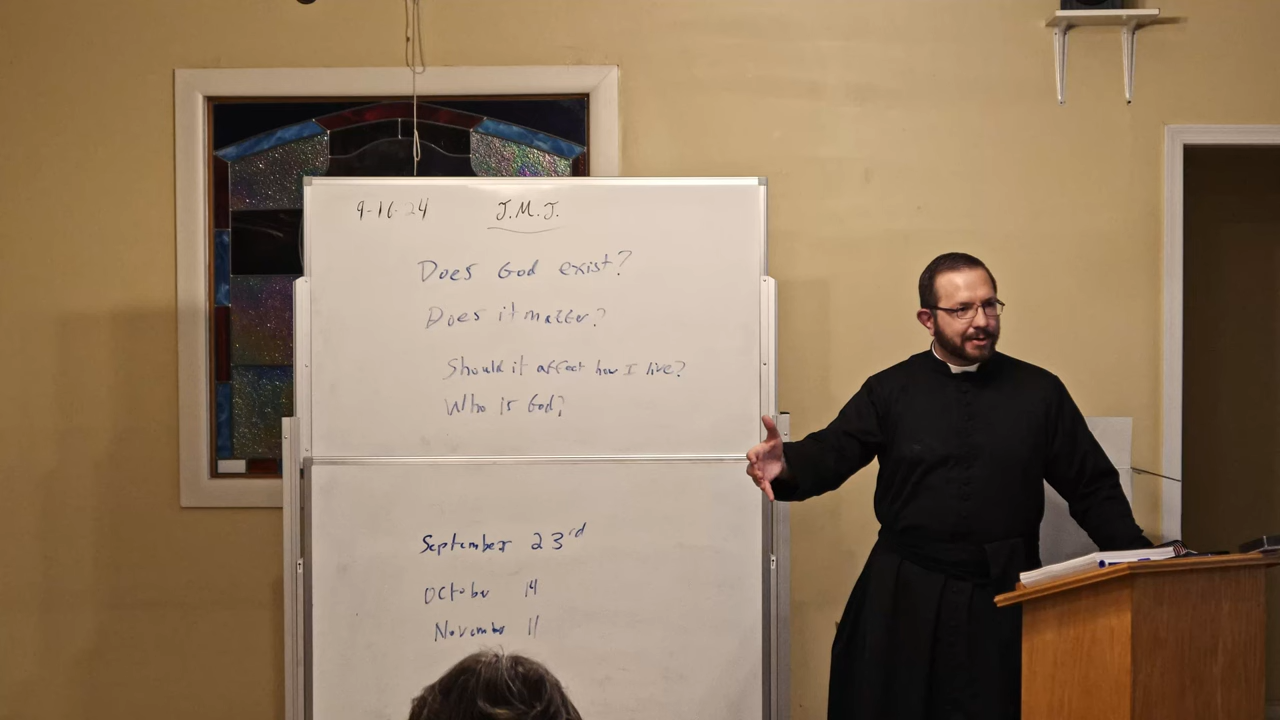 9-16-24 J.M.J.
Does God exist?
Does it matter?
Should it affect how I live?
Who is God?
September 23rd
October 14
November 11